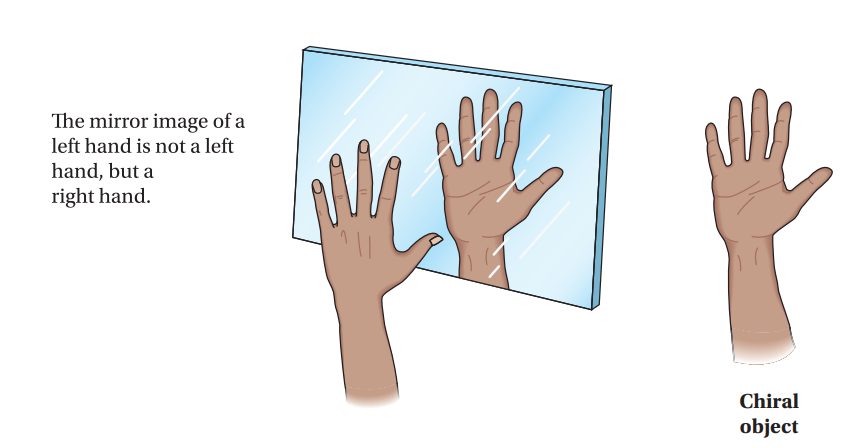 The mirror image of a
left hand is not a left
hand, but a
right hand.
Chiral
object